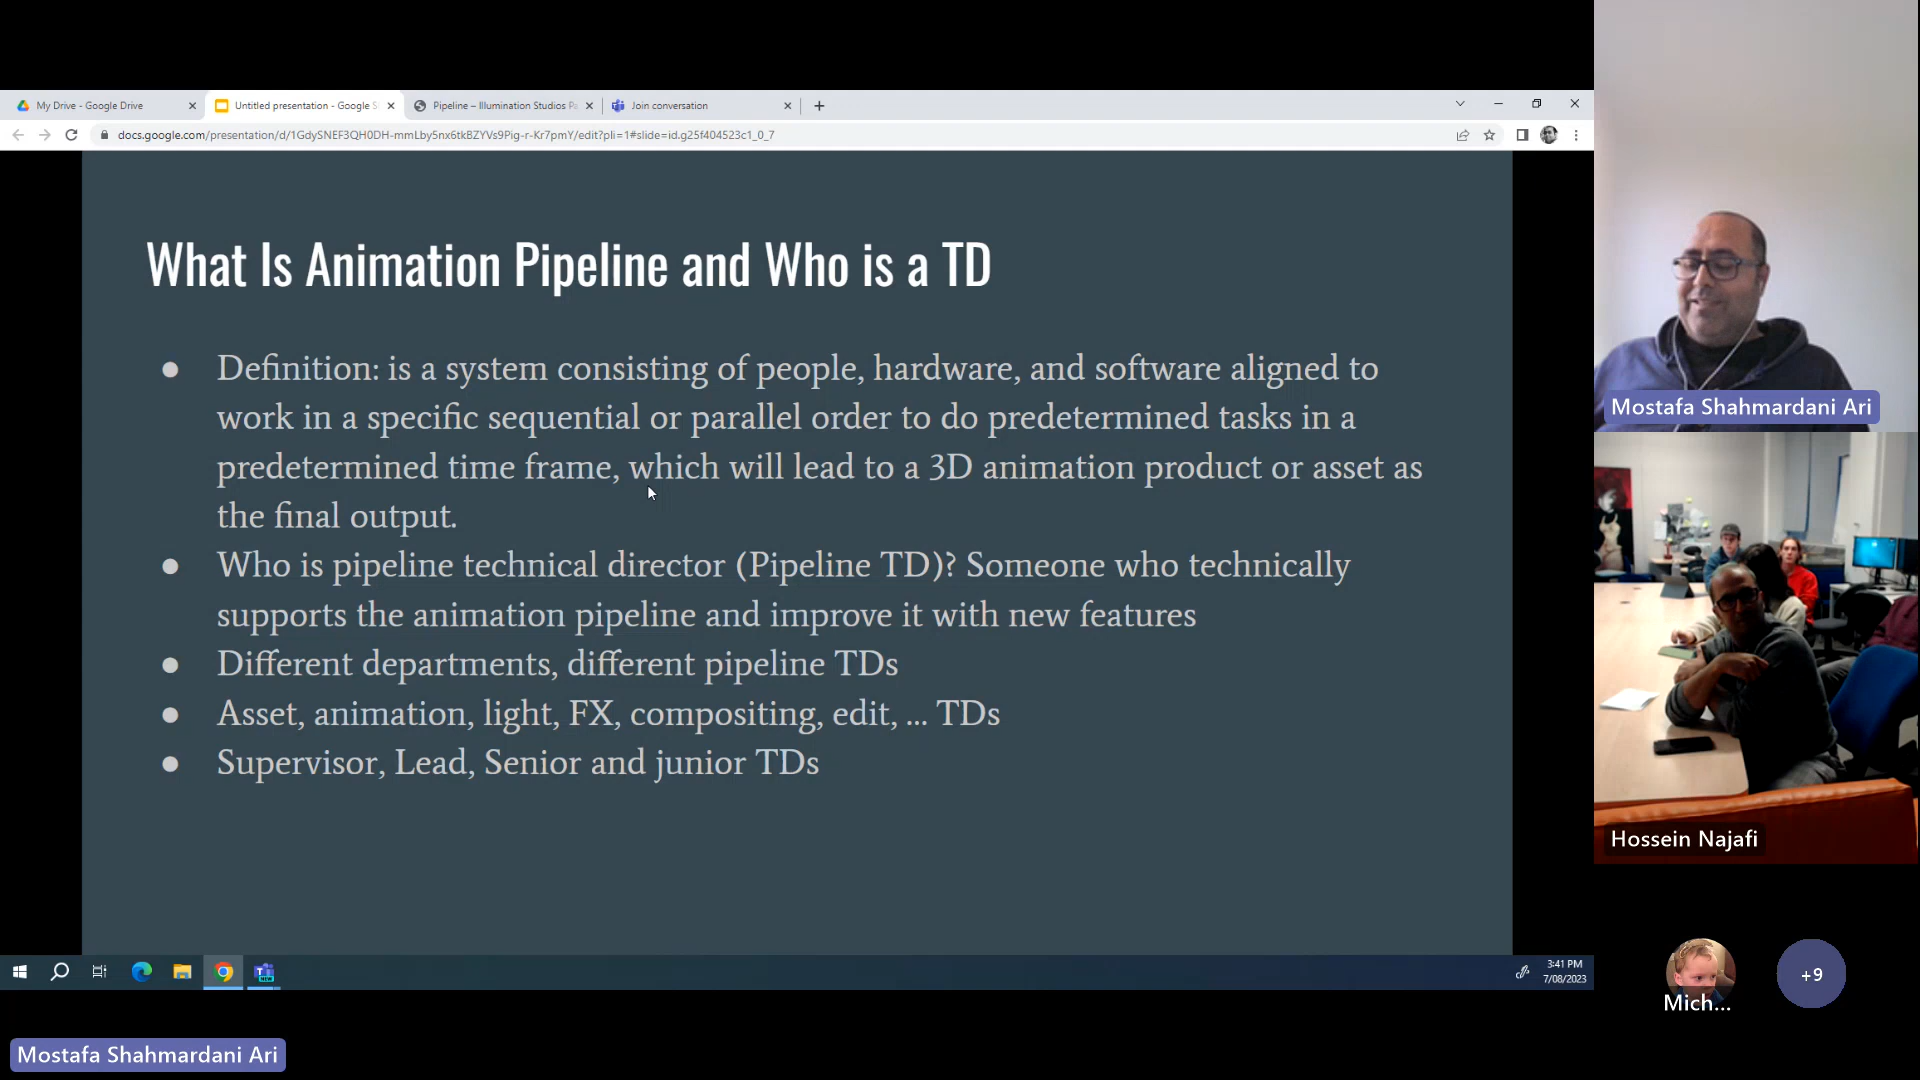 My Drive - Google Drive
Untitled presentation - Google S
Pipeline – Illumination Studios Pa
Join conversation
docs.google.com/presentation/d/1GdySNEF3QH0DH-mmLby5nx6tkBZYVs9Pig-r-Kr7pmY/edit?pli=1#slide=id.g25f404523c1_0_7
What Is Animation Pipeline and Who is a TD
● Definition: is a system consisting of people, hardware, and software aligned to
work in a specific sequential or parallel order to do predetermined tasks in a
predetermined time frame, which will lead to a 3D animation product or asset as
the final output.
● Who is pipeline technical director (Pipeline TD)? Someone who technically
supports the animation pipeline and improve it with new features
● Different departments, different pipeline TDs
● Asset, animation, light, FX, compositing, edit, ... TDs
● Supervisor, Lead, Senior and junior TDs
3:41 PM
7/08/2023
Mostafa Shahmardani Ari
Mostafa Shahmardani Ari
Hossein Najafi
Mich...
+9